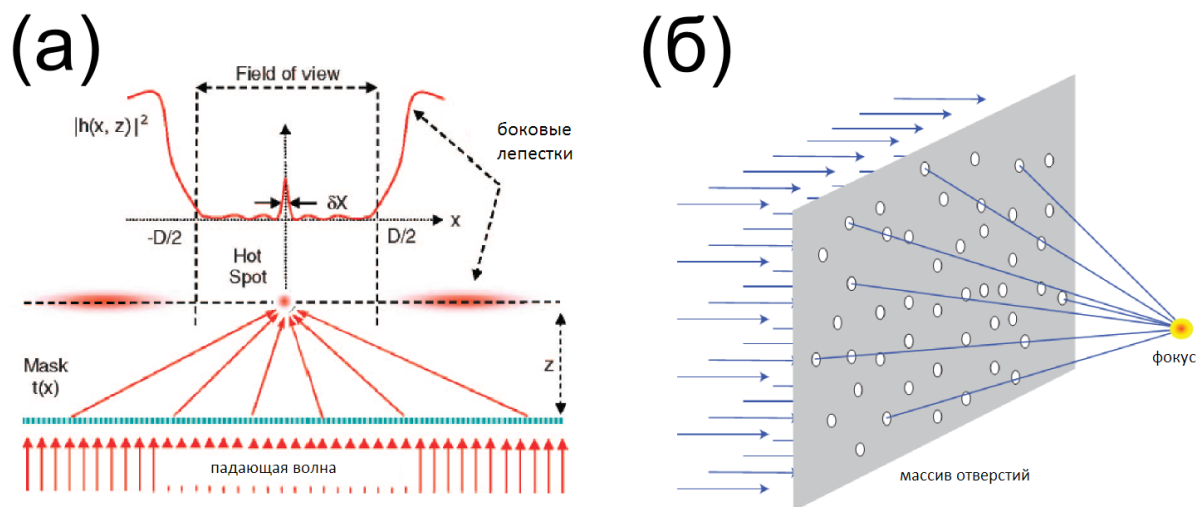 (а)
Field of view
|h(x, z)|²
боковые
лепестки
δX
x
-D/2
D/2
Hot
Spot
Mask
t(x)
z
падающая волна
(б)
фокус
массив отверстий